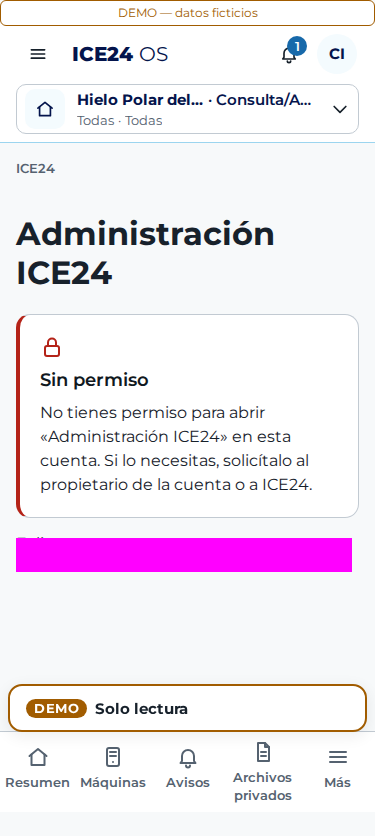 DEMO — datos ficticios
ICE24 OS
1
CI
Hielo Polar del... · Consulta/A...
Todas · Todas
ICE24
Administración
ICE24
Sin permiso
No tienes permiso para abrir
«Administración ICE24» en esta
cuenta. Si lo necesitas, solicítalo al
propietario de la cuenta o a ICE24.
DEMO Solo lectura
Resumen
Máquinas
Avisos
Archivos
privados
Más